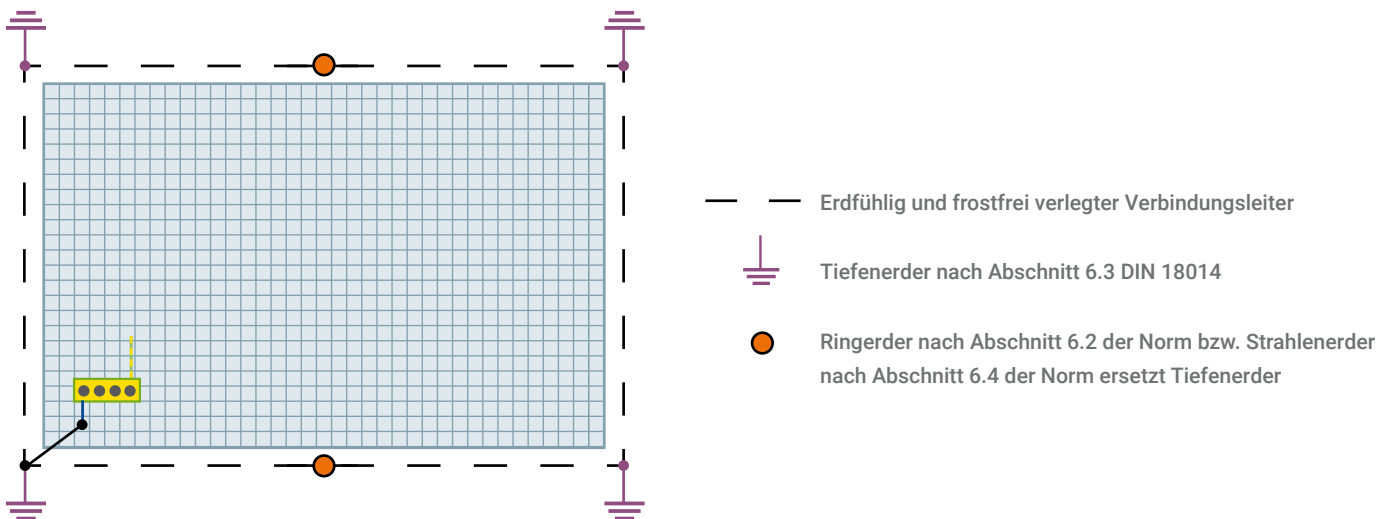 Erdfühlig und frostfrei verlegter Verbindungsleiter
Tiefenerder nach Abschnitt 6.3 DIN 18014
Ringerder nach Abschnitt 6.2 der Norm bzw. Strahlenerder
nach Abschnitt 6.4 der Norm ersetzt Tiefenerder